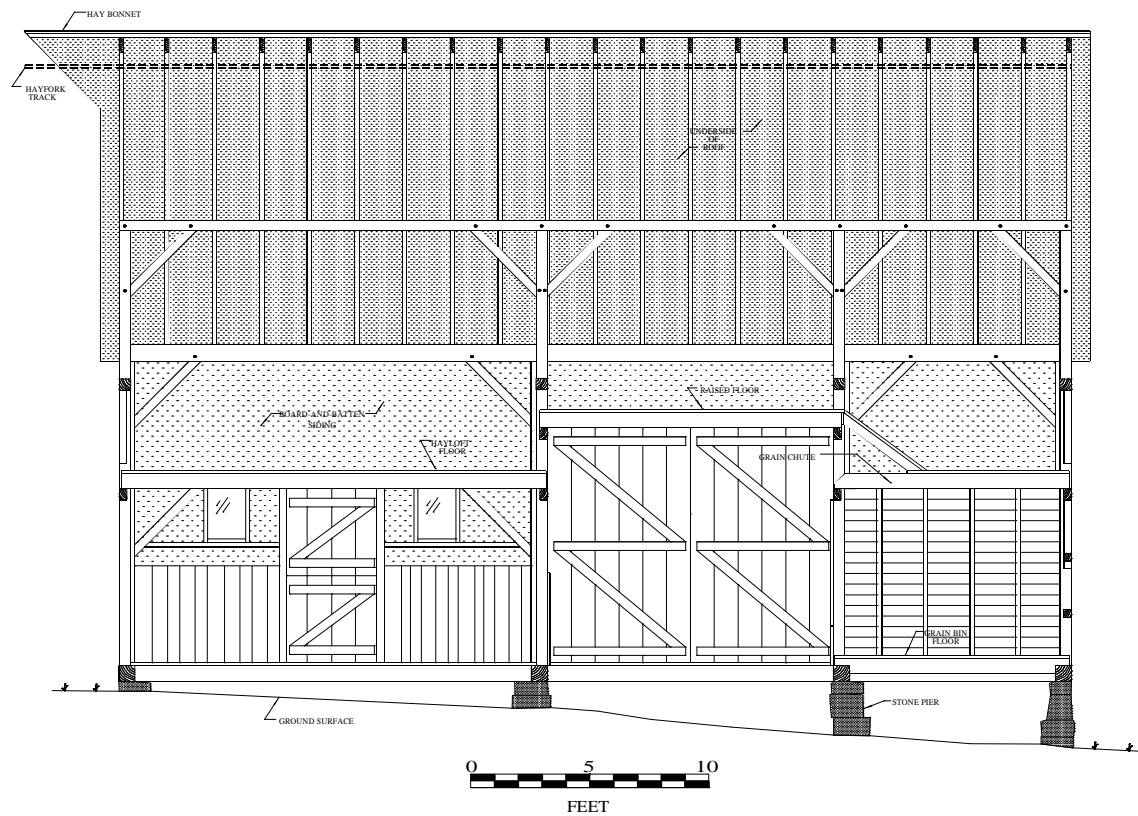 HAY BONNET
HAYFORK
TRACK
UNDERSIDE
OF
ROOF
RAISED FLOOR
BOARD-AND-BATTEN
SIDING
HAYLOFT
FLOOR
GRAIN CHUTE
GRAIN BIN
FLOOR
STONE PIER
GROUND SURFACE
0 5 10
FEET